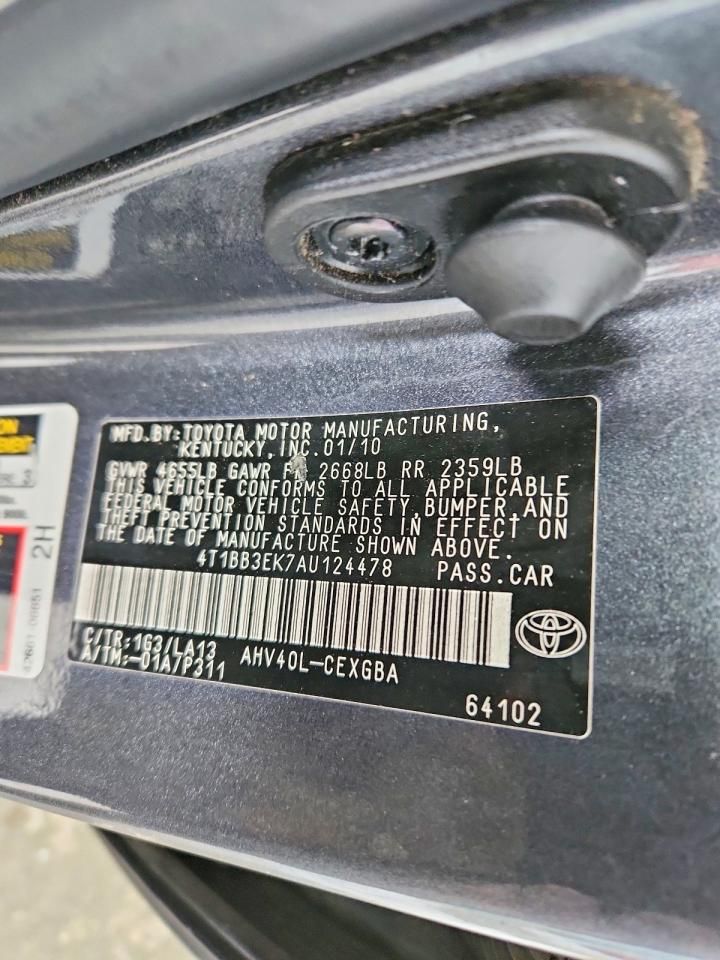 MFD.BY:TOYOTA MOTOR MANUFACTURING,
KENTUCKY,INC.01/10
GVWR 4655LB GAWR 2668LB RR 2359LB
THIS VEHICLE CONFORMS TO ALL APPLICABLE
FEDERAL MOTOR VEHICLE SAFETY,BUMPER,AND
THEFT PREVENTION STANDARDS IN EFFECT ON
THE DATE OF MANUFACTURE SHOWN ABOVE.
4T1BB3EK7AU124478 PASS.CAR
C/TR:1G3/LA13
A/TM:-01A/P311
AHV40L-CEXGBA
64102
2H